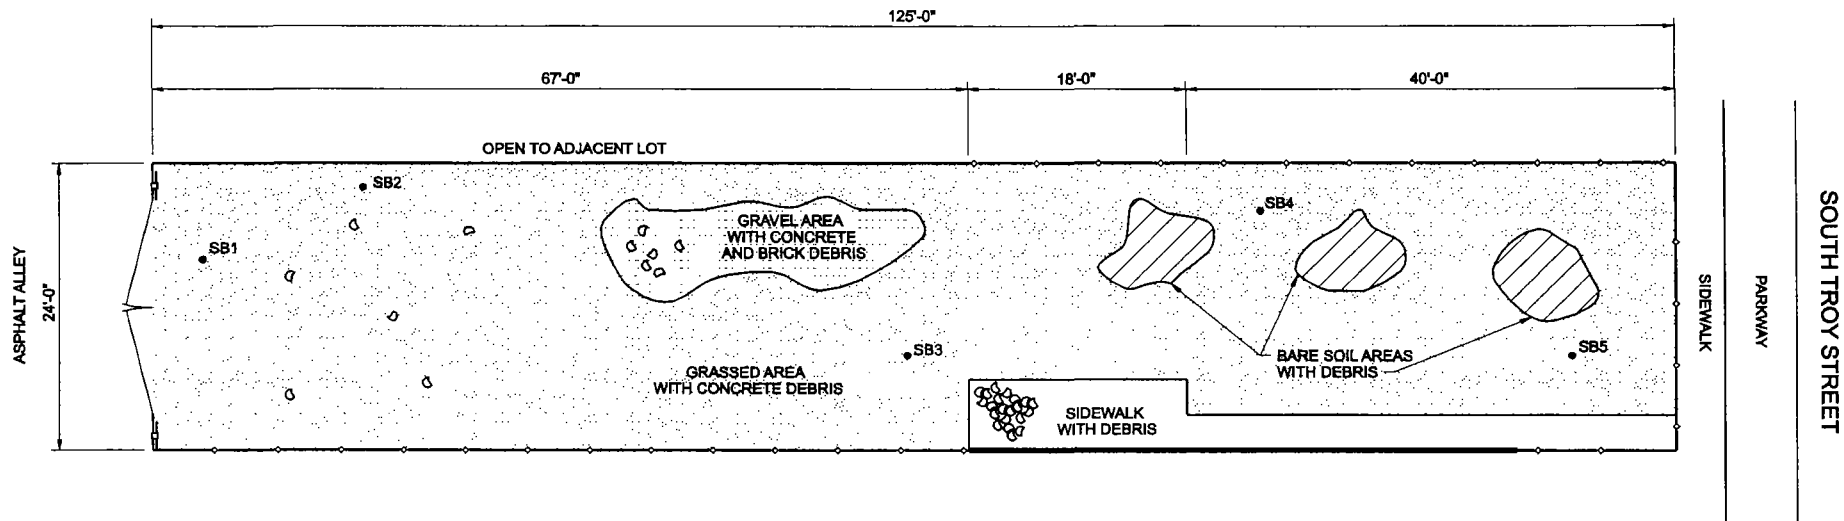 125'-0"
67'-0"
18'-0"
40'-0"
OPEN TO ADJACENT LOT
SB2
SB1
GRAVEL AREA
WITH CONCRETE
AND BRICK DEBRIS
SB4
ASPHALT ALLEY
24'-0"
SB3
GRASSED AREA
WITH CONCRETE DEBRIS
BARE SOIL AREAS
WITH DEBRIS
SB5
SIDEWALK
WITH DEBRIS
SIDEWALK
PARKWAY
SOUTH TROY STREET